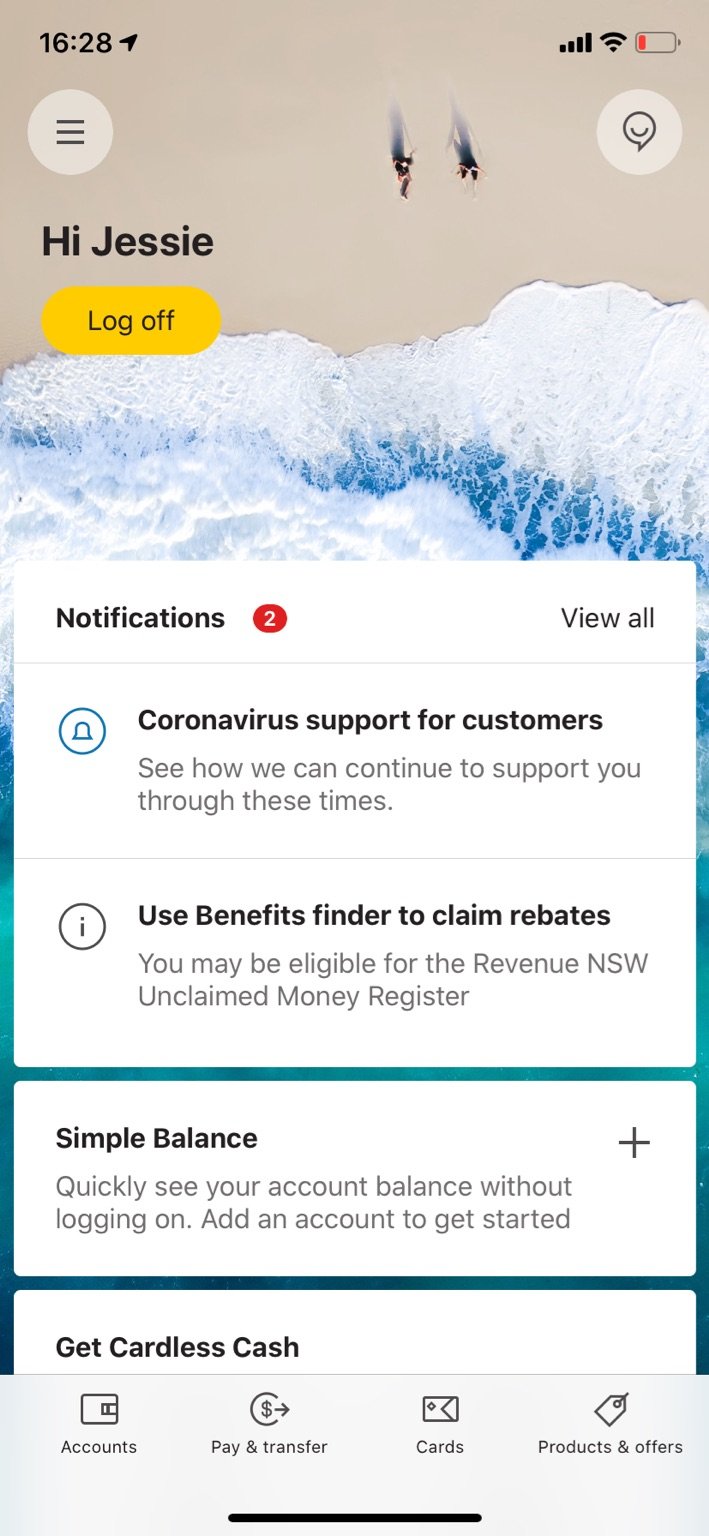 16:28
Hi Jessie
Log off
Notifications 2 View all
Coronavirus support for customers
See how we can continue to support you
through these times.
Use Benefits finder to claim rebates
You may be eligible for the Revenue NSW
Unclaimed Money Register
Simple Balance
Quickly see your account balance without
logging on. Add an account to get started
Get Cardless Cash
Accounts Pay & transfer Cards Products & offers